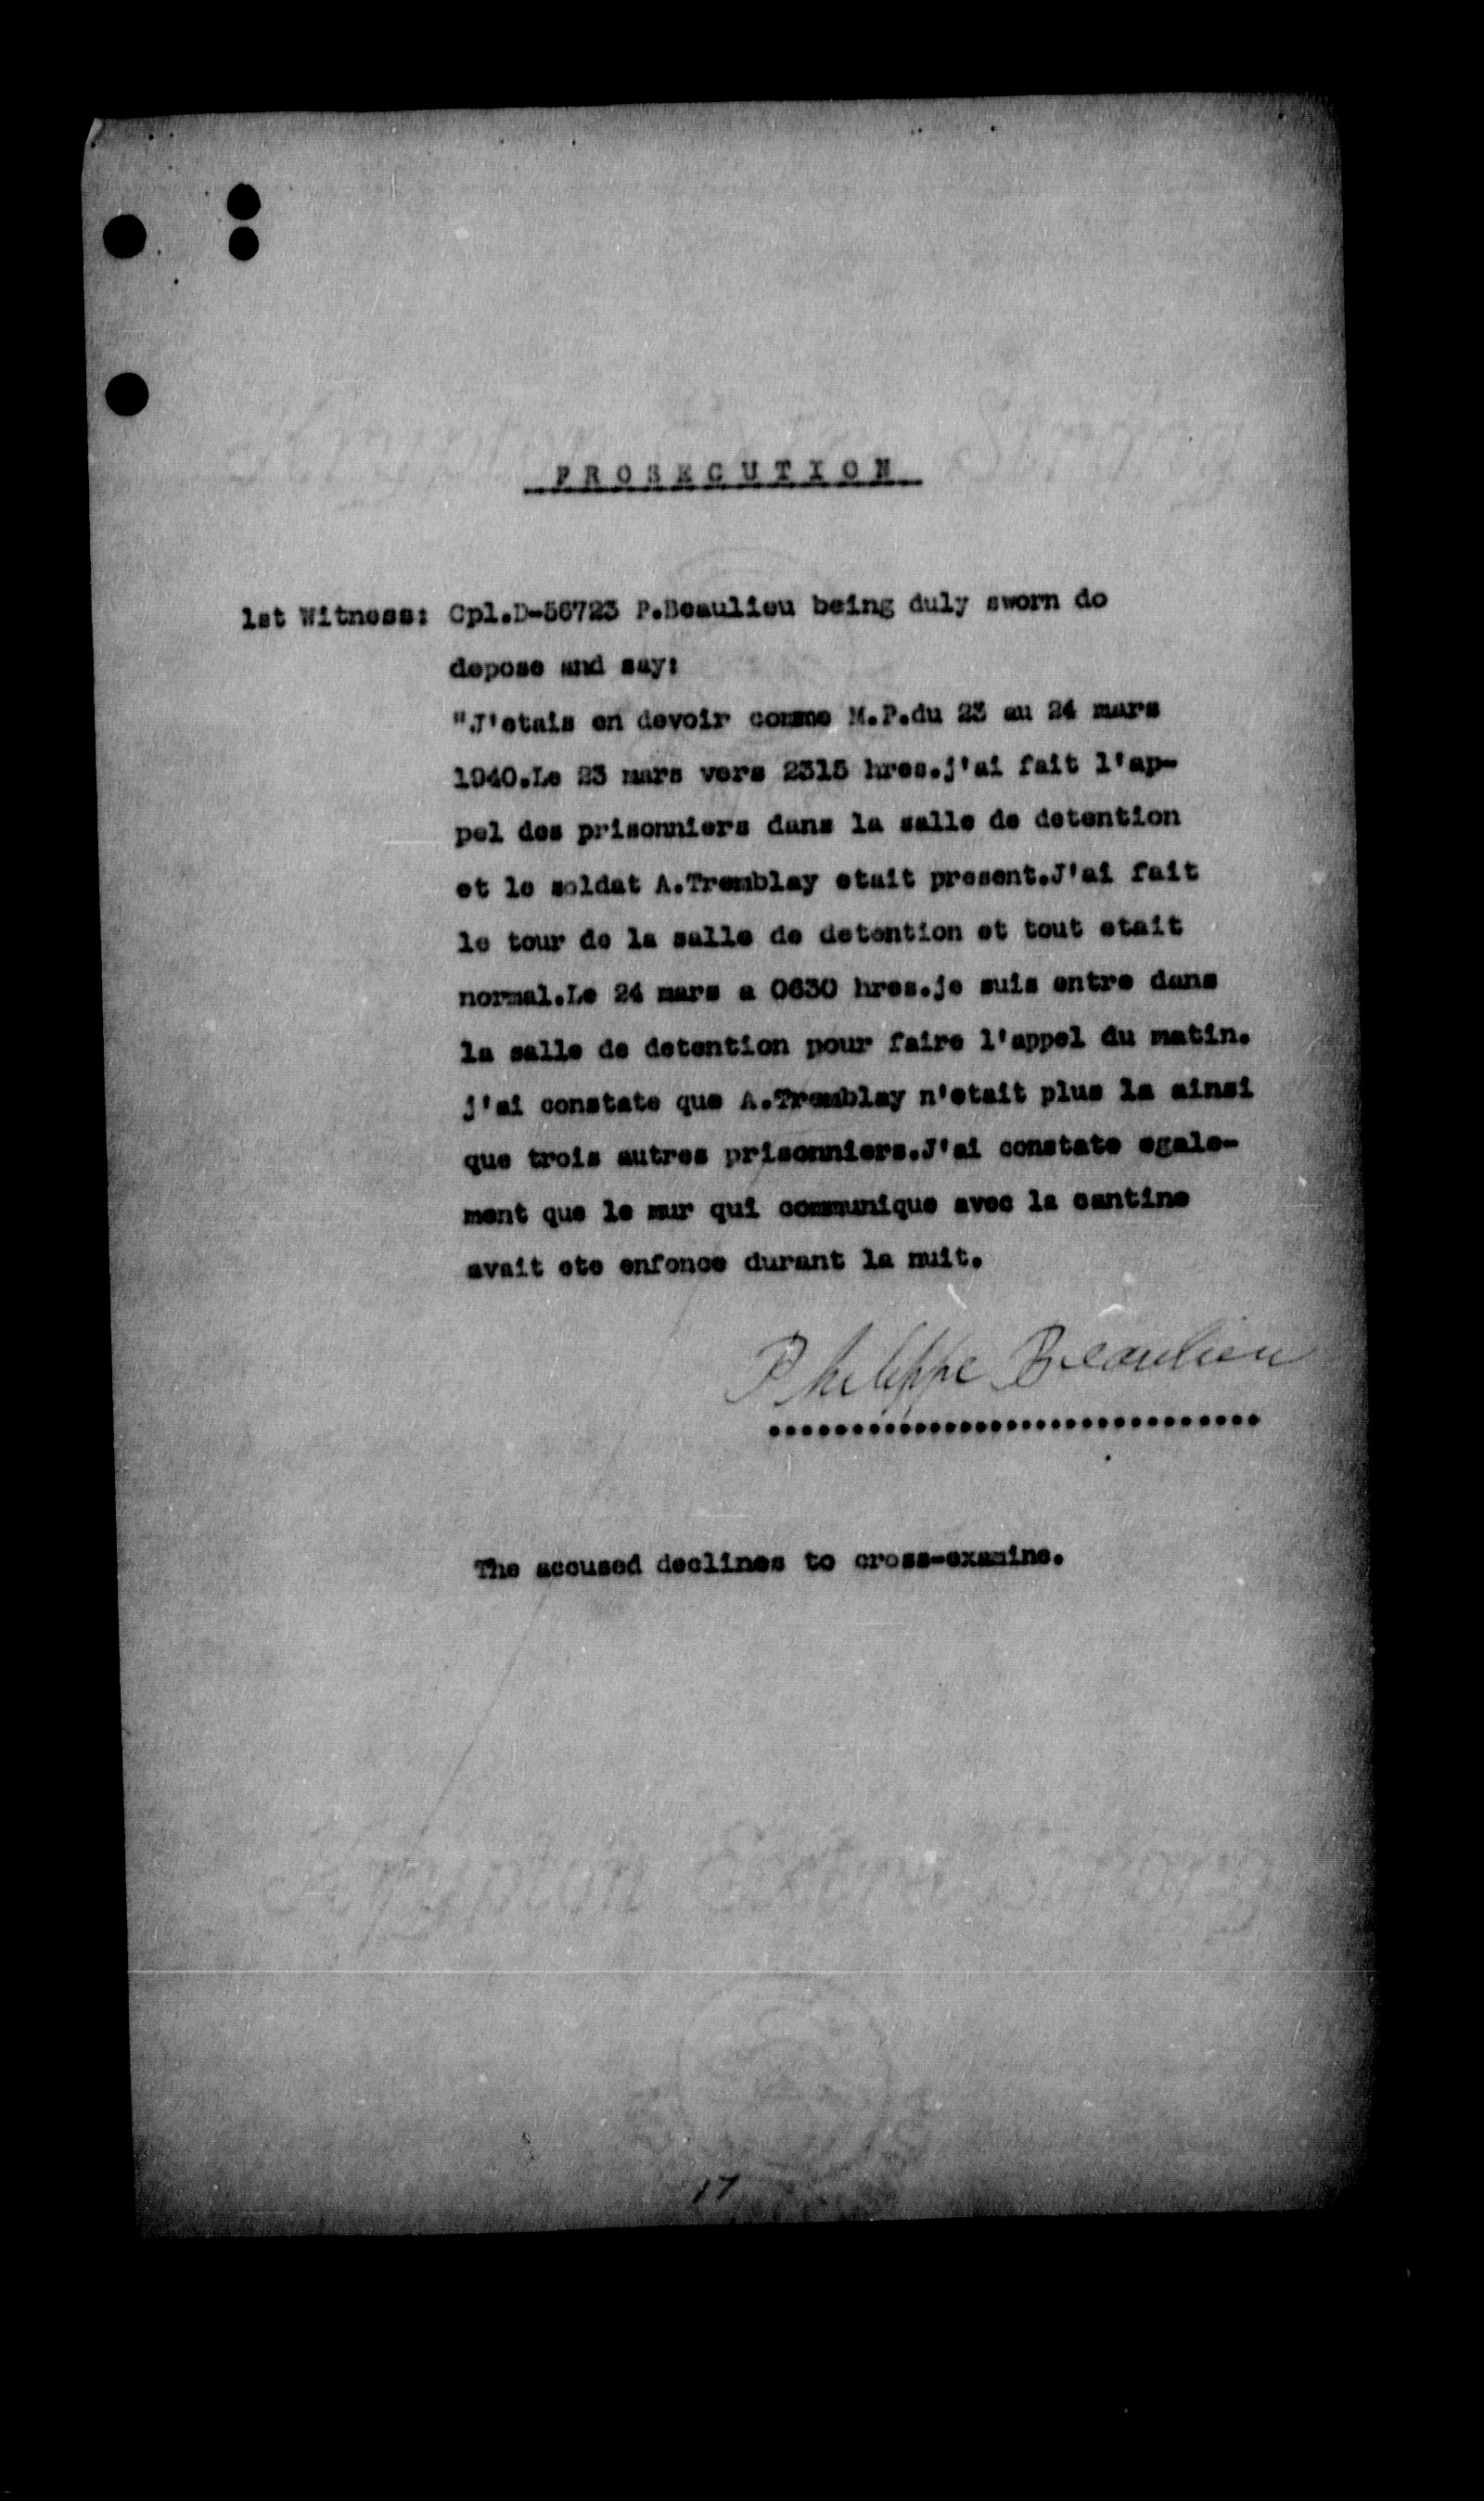 PROSECUTION
1st Witness: Cpl.D-56723 P.Beaulieu being duly sworn do
depose and say:
"J'etais en devoir comme M.P.du 23 au 24 mars
1940.Le 23 mars vers 2315 hres.j'ai fait l'ap-
pel des prisonniers dans la salle de detention
et le soldat A.Tremblay etait present.J'ai fait
le tour de la salle de detention et tout etait
normal.Le 24 mars a 0630 hres.je suis entre dans
la salle de detention pour faire l'appel du matin.
j'ai constate que A.Tremblay n'etait plus la ainsi
que trois autres prisonniers.J'ai constate egale-
ment que le mur qui communique avec la cantine
avait ete enfonce durant la nuit.
Philippe Beaulieu
...............................
The accused declines to cross-examine.
17